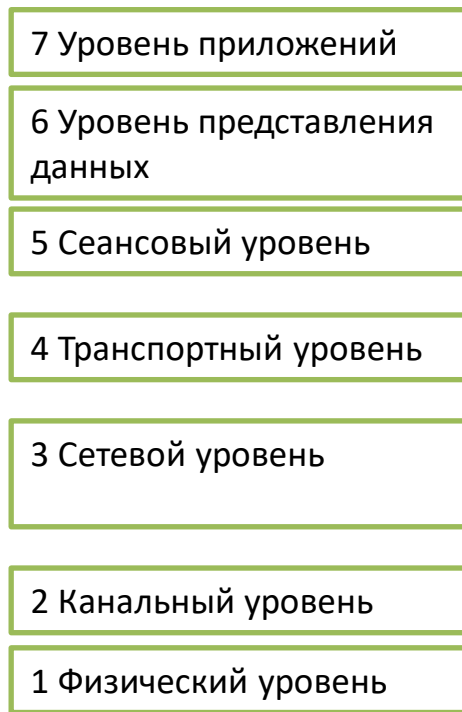 7 Уровень приложений
6 Уровень представления
данных
5 Сеансовый уровень
4 Транспортный уровень
3 Сетевой уровень
2 Канальный уровень
1 Физический уровень